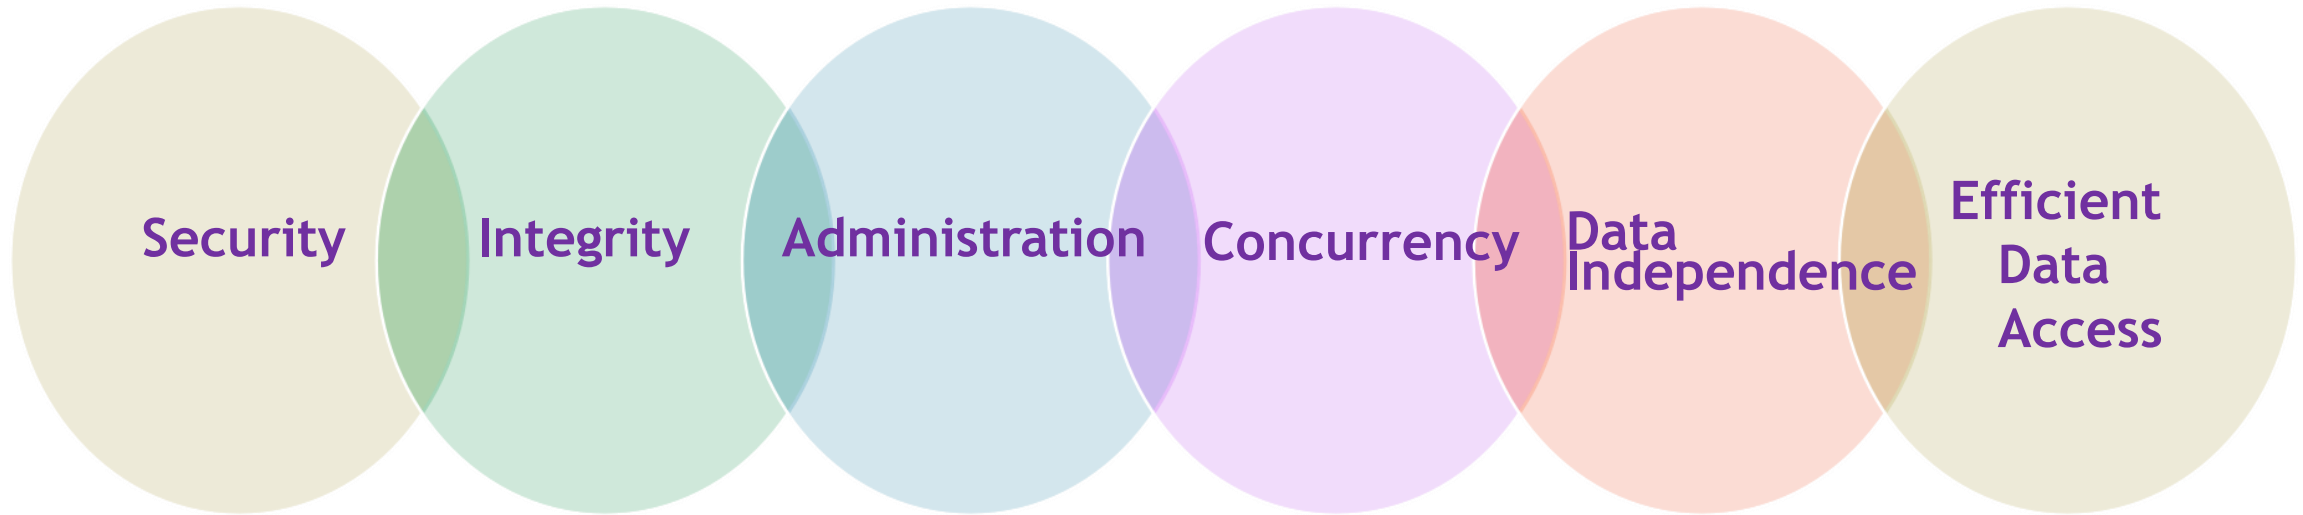 Security
Integrity
Administration
Concurrency
Data
Independence
Efficient
Data
Access